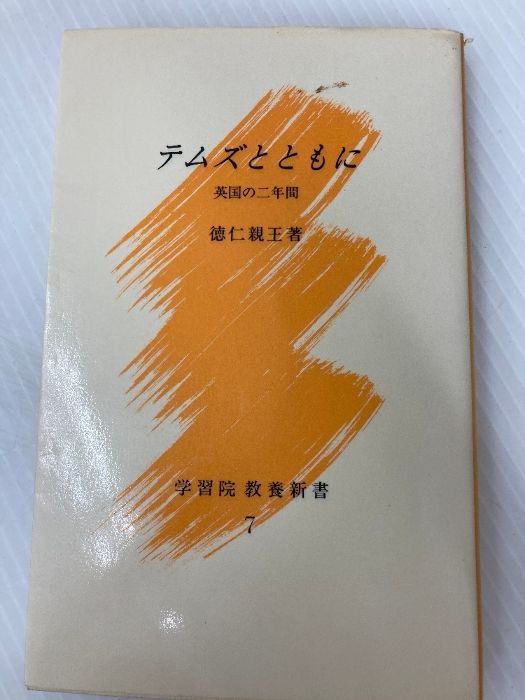 テムズとともに
英国の二年間
徳仁親王著
学習院 教養新書
7